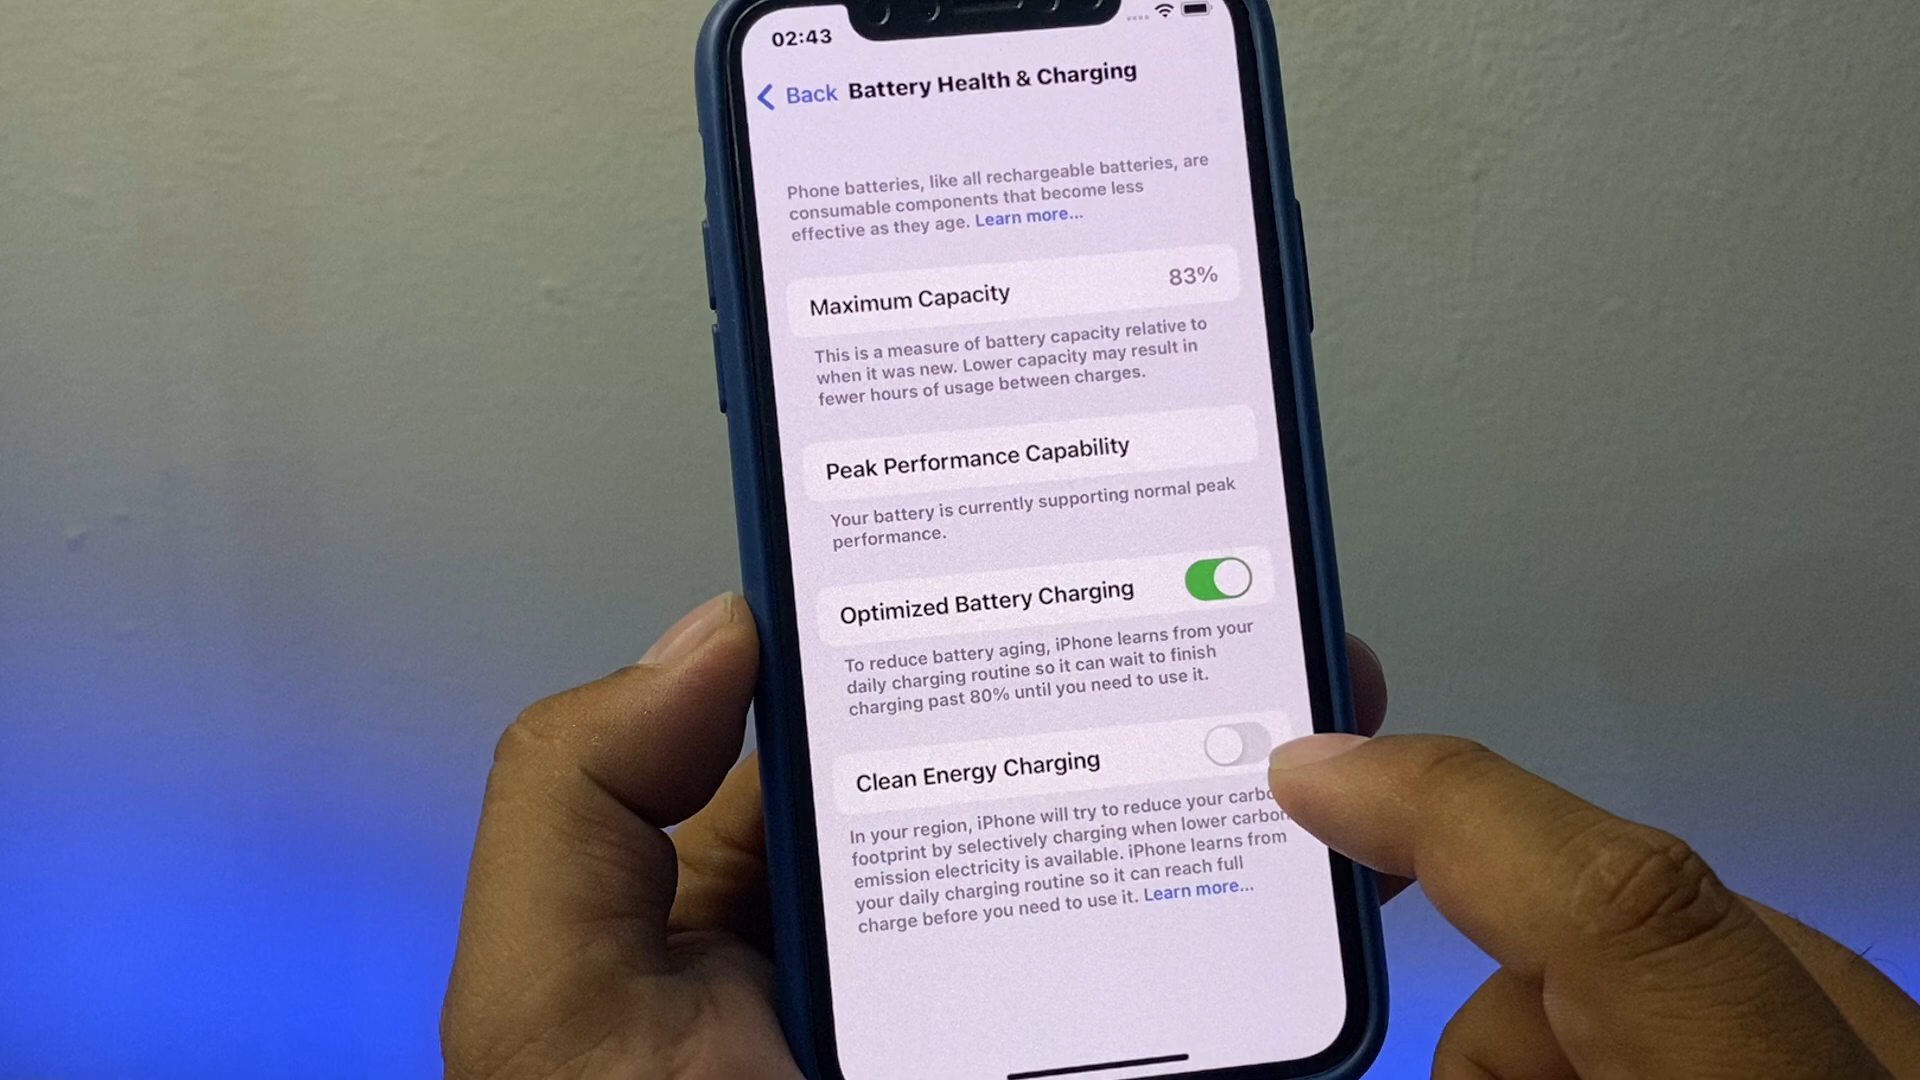 02:43
Back Battery Health & Charging
Phone batteries, like all rechargeable batteries, are
consumable components that become less
effective as they age. Learn more...
Maximum Capacity 83%
This is a measure of battery capacity relative to
when it was new. Lower capacity may result in
fewer hours of usage between charges.
Peak Performance Capability
Your battery is currently supporting normal peak
performance.
Optimized Battery Charging
To reduce battery aging, iPhone learns from your
daily charging routine so it can wait to finish
charging past 80% until you need to use it.
Clean Energy Charging
In your region, iPhone will try to reduce your carbo
footprint by selectively charging when lower carbon
emission electricity is available. iPhone learns from
your daily charging routine so it can reach full
charge before you need to use it. Learn more...